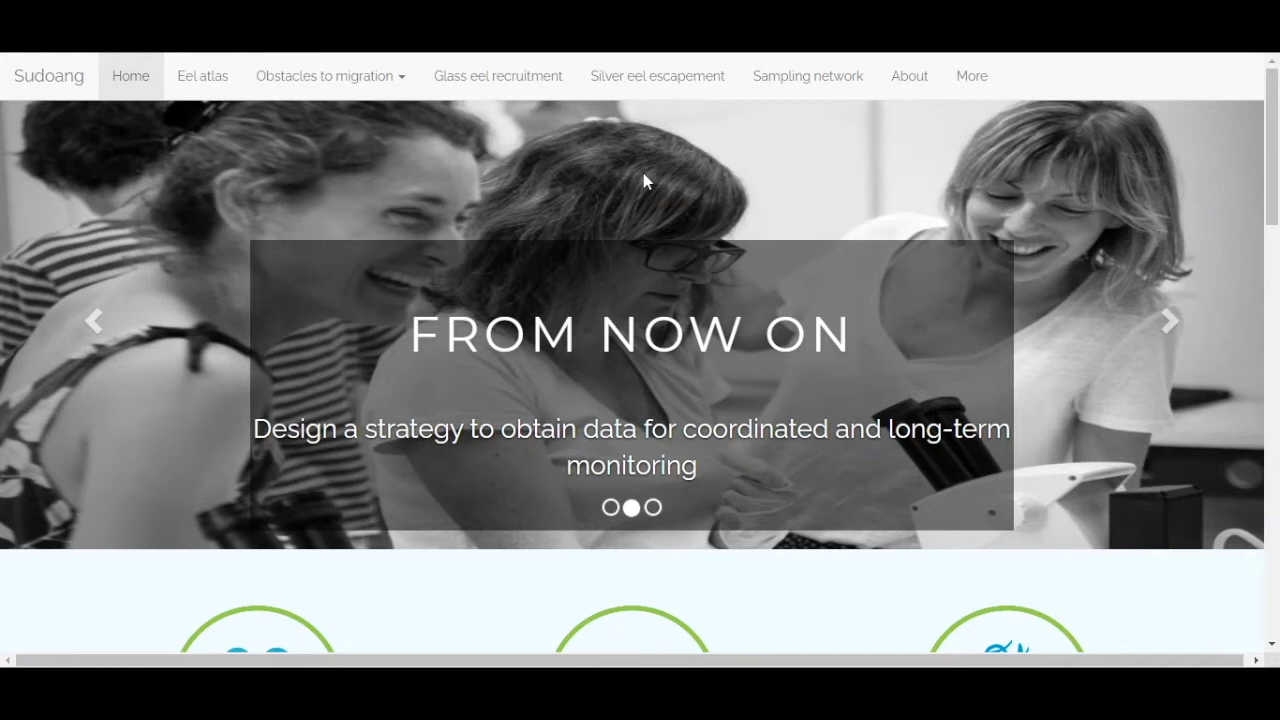 Sudoang Home Eel atlas Obstacles to migration Glass eel recruitment Silver eel escapement Sampling network About More
FROM NOW ON
Design a strategy to obtain data for coordinated and long-term
monitoring